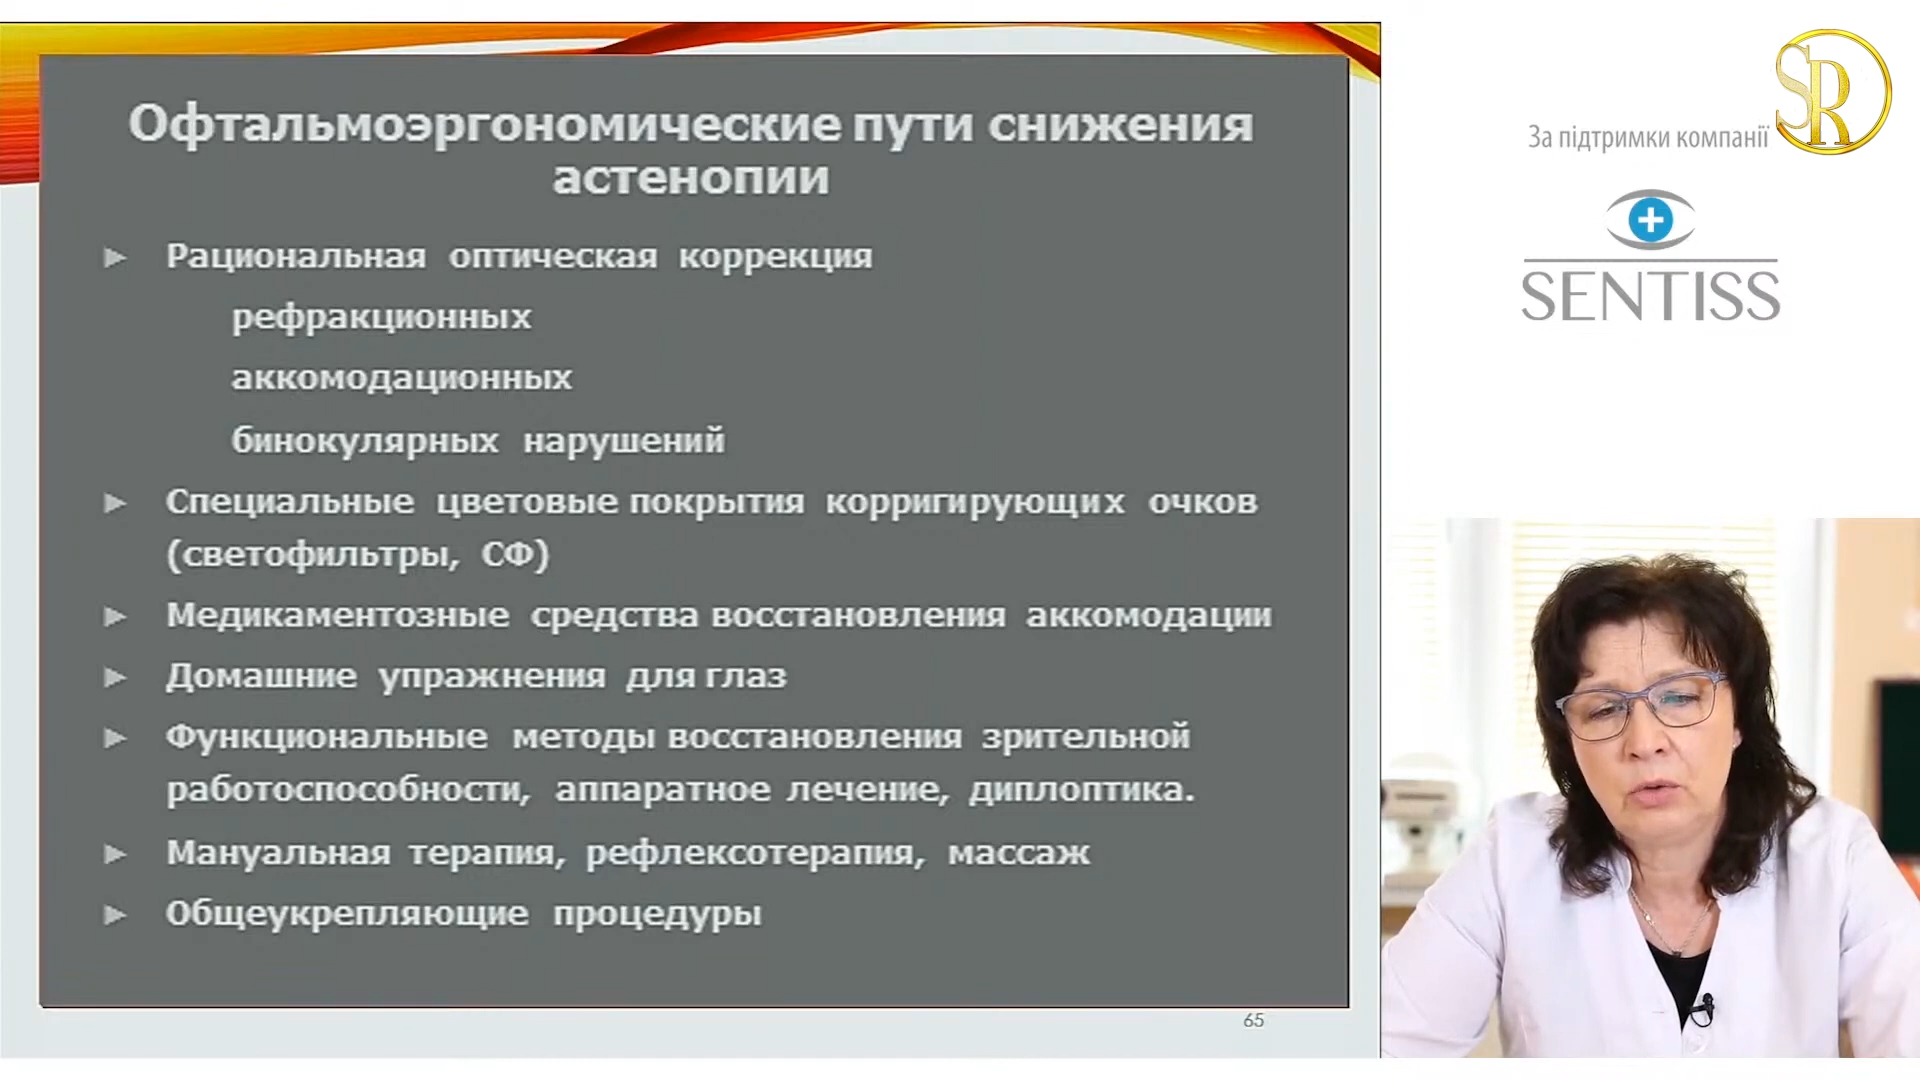 Офтальмоэргономические пути снижения
астенопии
Рациональная оптическая коррекция
рефракционных
аккомодационных
бинокулярных нарушений
Специальные цветовые покрытия корригирующих очков
(светофильтры, СФ)
Медикаментозные средства восстановления аккомодации
Домашние упражнения для глаз
Функциональные методы восстановления зрительной
работоспособности, аппаратное лечение, диплоптика.
Мануальная терапия, рефлексотерапия, массаж
Общеукрепляющие процедуры
65
За підтримки компанії
SR
SENTISS